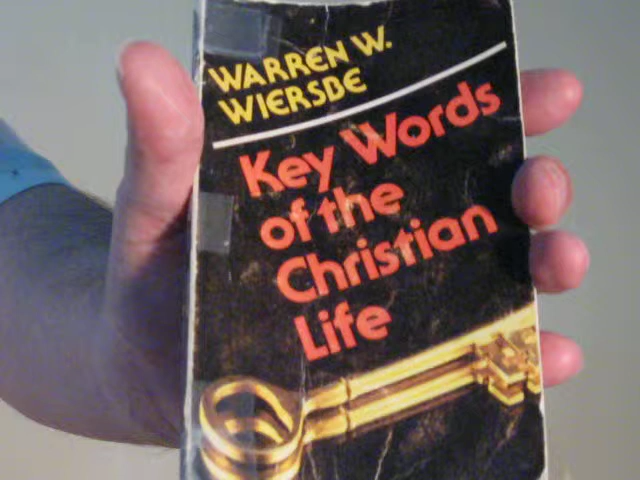 WARREN W.
WIERSBE
Key Words
of the
Christian
Life